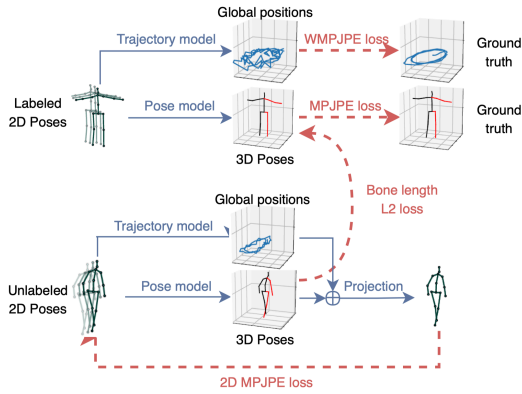 Global positions
Trajectory model
WMPJPE loss
Ground
truth
Labeled
2D Poses
Pose model
MPJPE loss
Ground
truth
3D Poses
Bone length
L2 loss
Global positions
Trajectory model
Unlabeled
2D Poses
Pose model
Projection
3D Poses
2D MPJPE loss